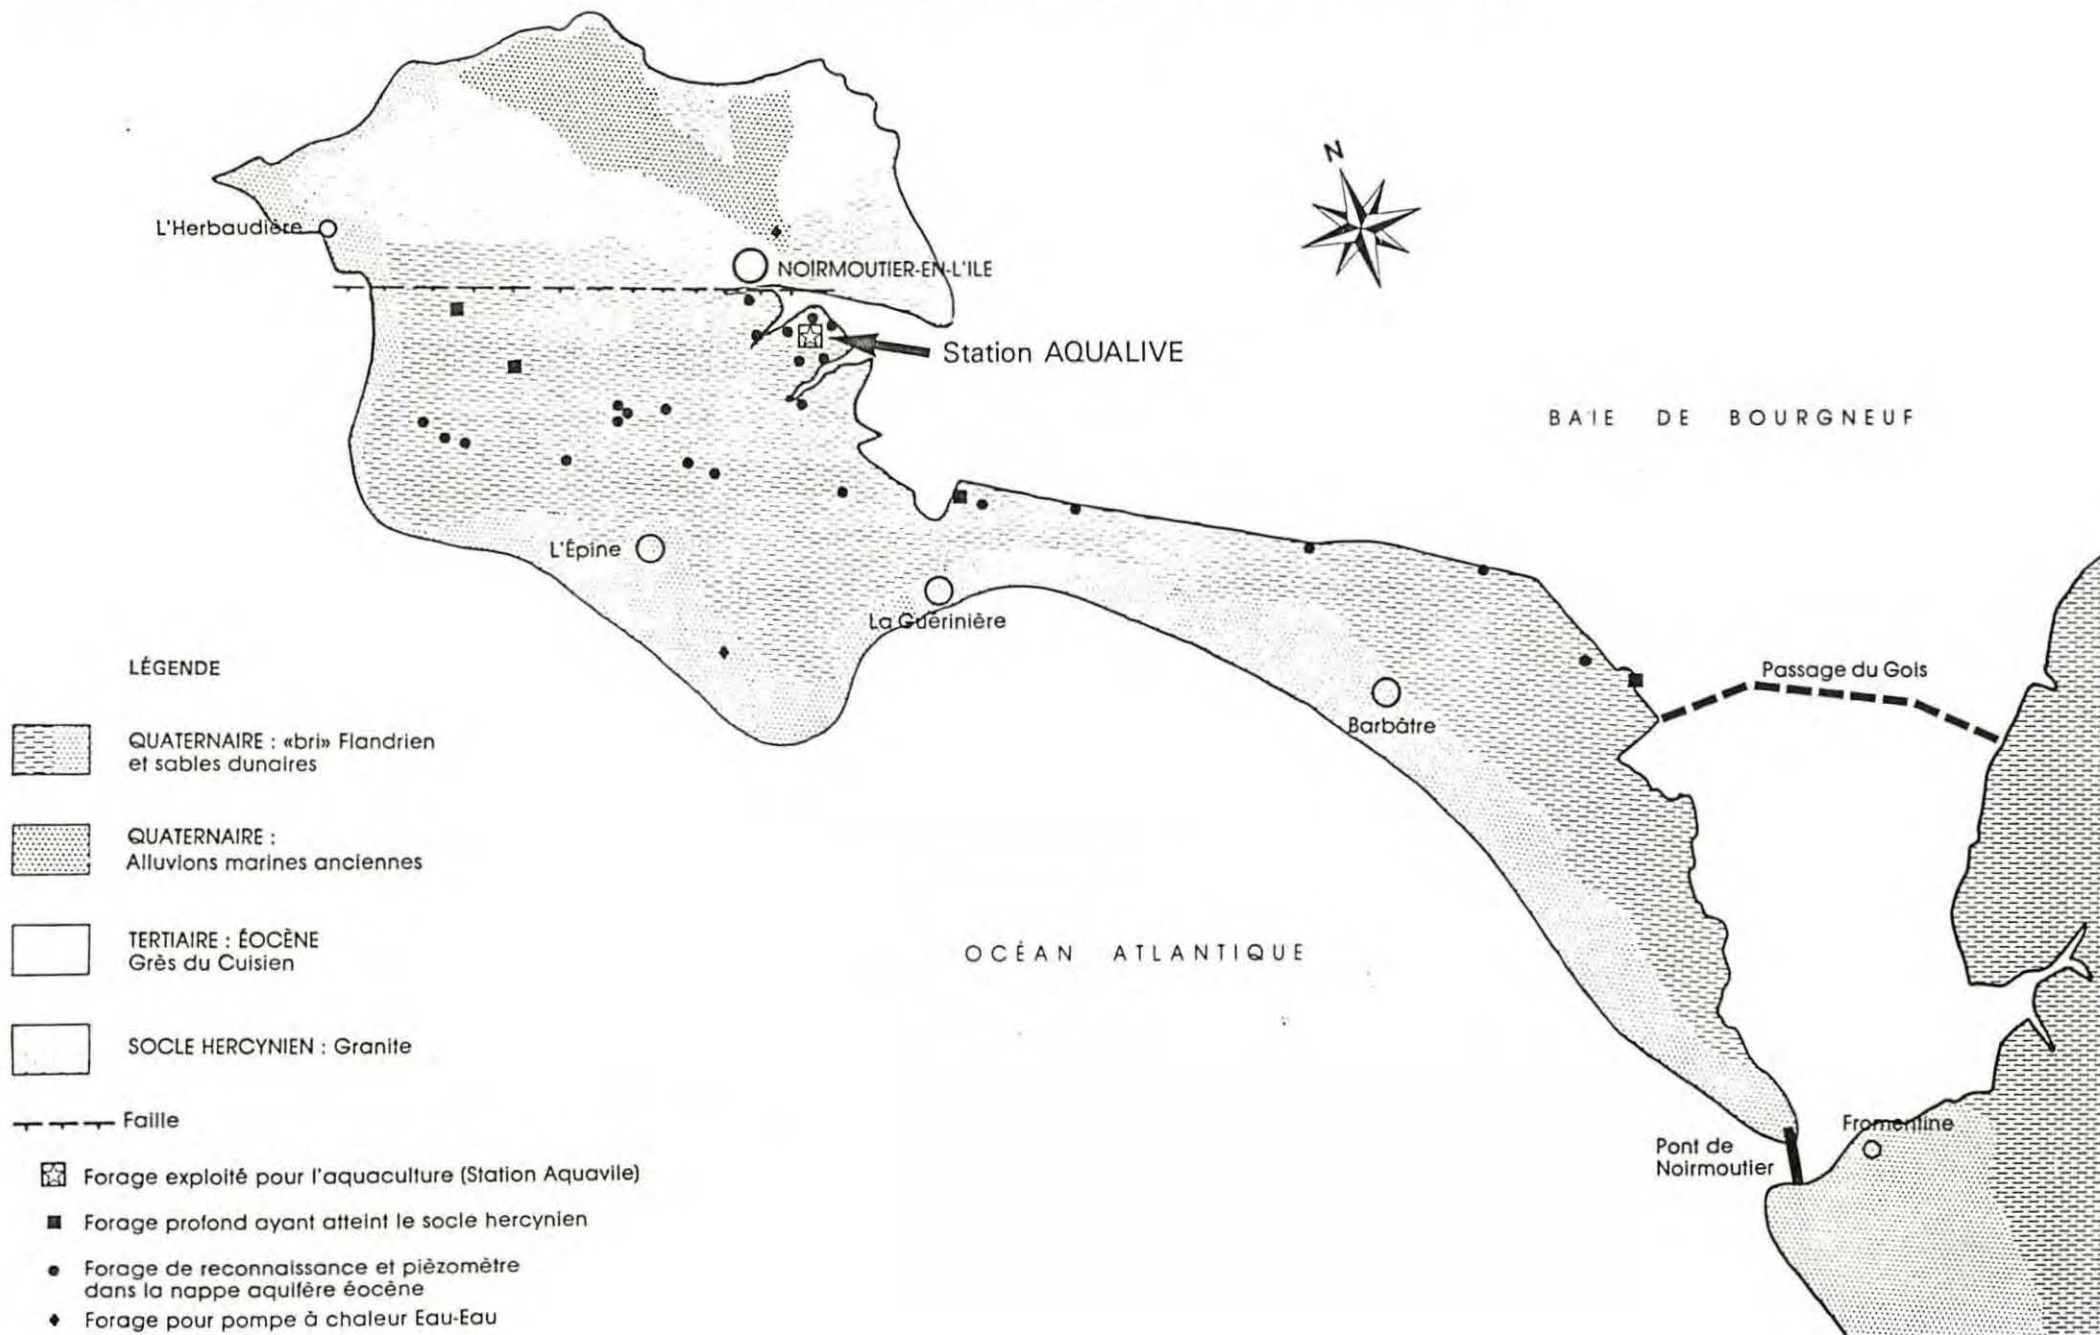 N
L'Herbaudière
NOIRMOUTIER-EN-L'ILE
Station AQUALIVE
BAIE DE BOURGNEUF
L'Épine
La Guérinière
Passage du Gois
Barbâtre
OCÉAN ATLANTIQUE
Pont de
Noirmoutier
Fromentine
LÉGENDE
QUATERNAIRE : «bri» Flandrien
et sables dunaires
QUATERNAIRE :
Alluvions marines anciennes
TERTIAIRE : ÉOCÈNE
Grès du Cuisien
SOCLE HERCYNIEN : Granite
Faille
Forage exploité pour l'aquaculture (Station Aquavile)
Forage profond ayant atteint le socle hercynien
Forage de reconnaissance et pièzomètre
dans la nappe aquifère éocène
Forage pour pompe à chaleur Eau-Eau